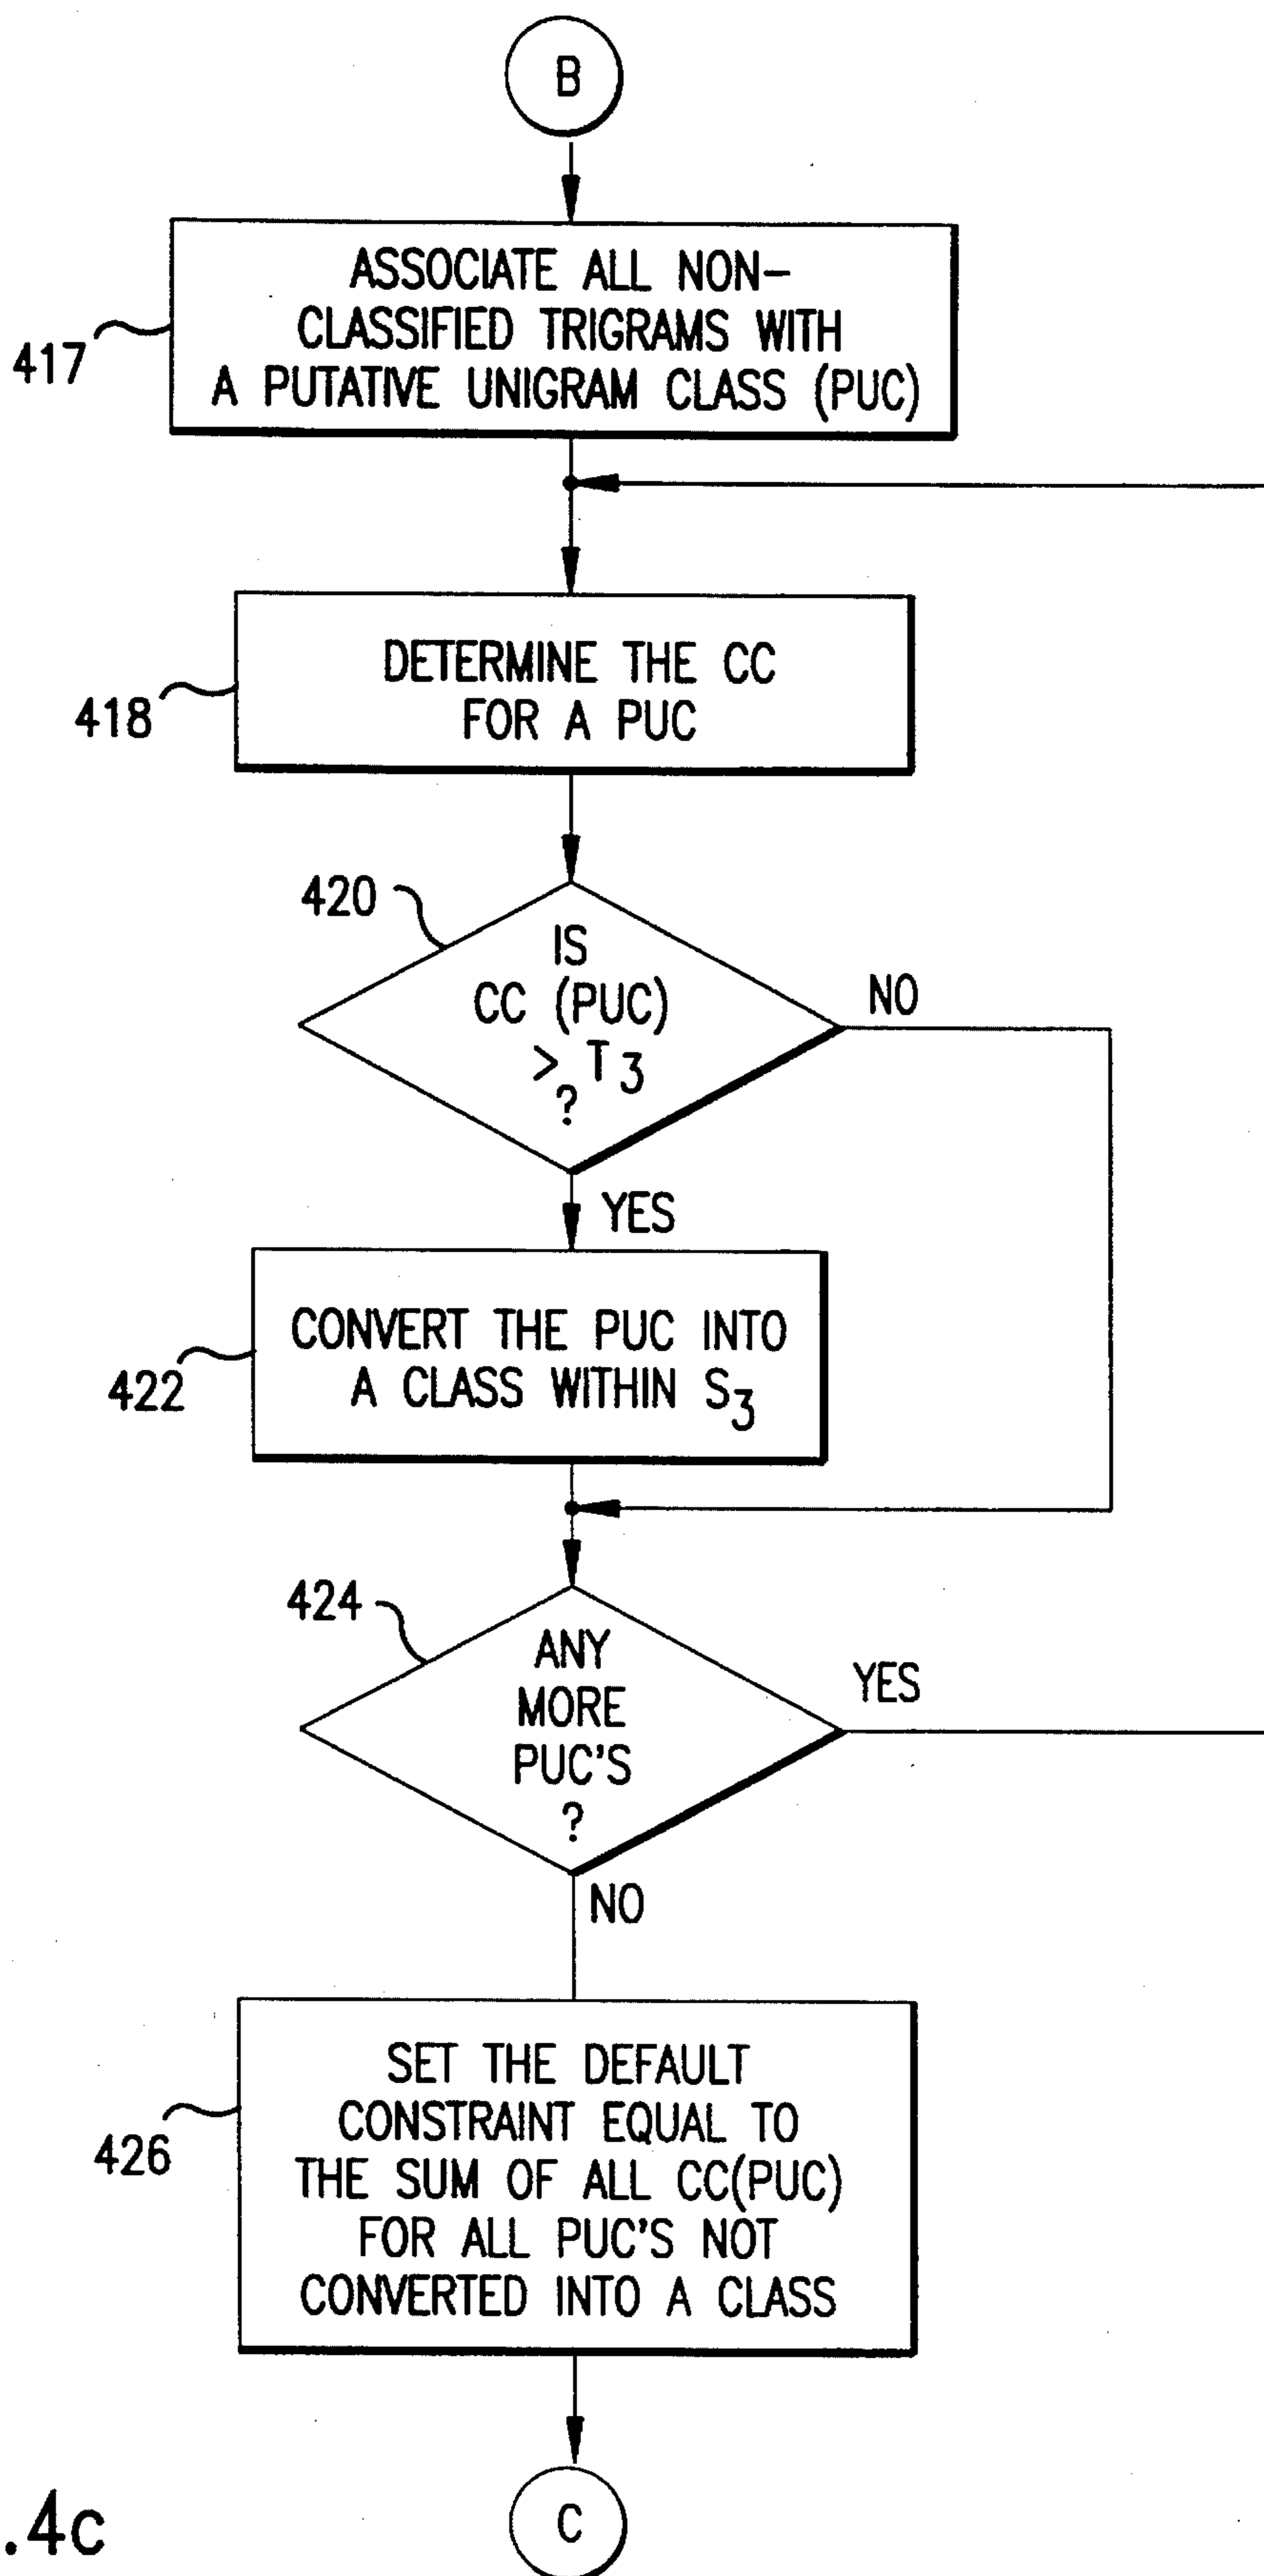 B
ASSOCIATE ALL NON-
CLASSIFIED TRIGRAMS WITH
A PUTATIVE UNIGRAM CLASS (PUC)
417
DETERMINE THE CC
FOR A PUC
418
420
IS
CC (PUC)
> T3
?
NO
YES
CONVERT THE PUC INTO
A CLASS WITHIN S3
422
424
ANY
MORE
PUC'S
?
YES
NO
SET THE DEFAULT
CONSTRAINT EQUAL TO
THE SUM OF ALL CC(PUC)
FOR ALL PUC'S NOT
CONVERTED INTO A CLASS
426
C
.4c